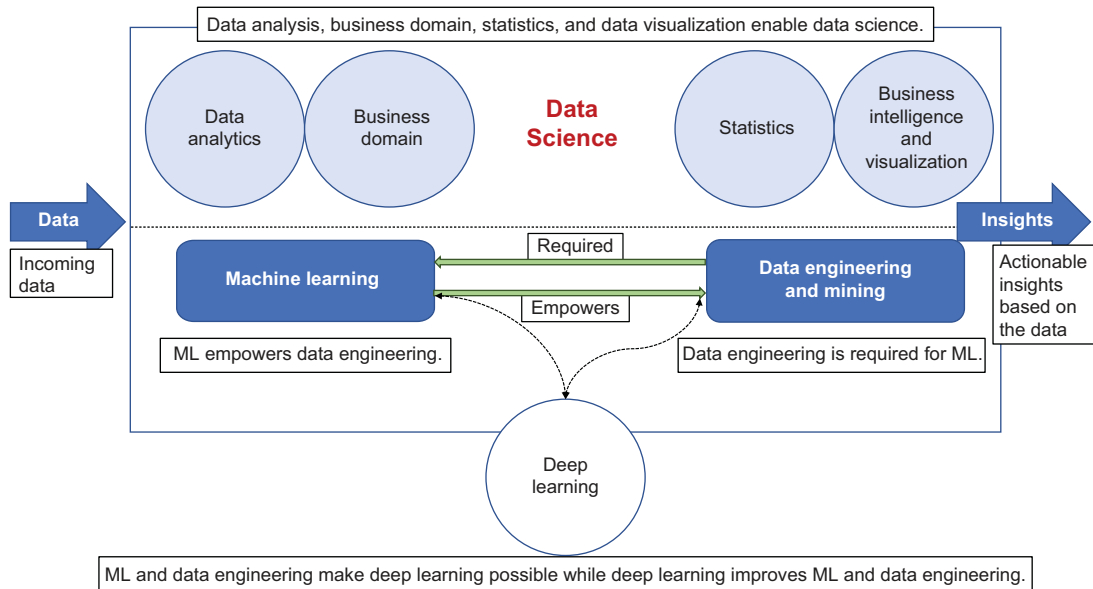 Data analysis, business domain, statistics, and data visualization enable data science.
Data
analytics
Business
domain
Data
Science
Statistics
Business
intelligence
and
visualization
Data
Incoming
data
Insights
Actionable
insights
based on
the data
Machine learning
Required
Empowers
Data engineering
and mining
ML empowers data engineering.
Data engineering is required for ML.
Deep
learning
ML and data engineering make deep learning possible while deep learning improves ML and data engineering.